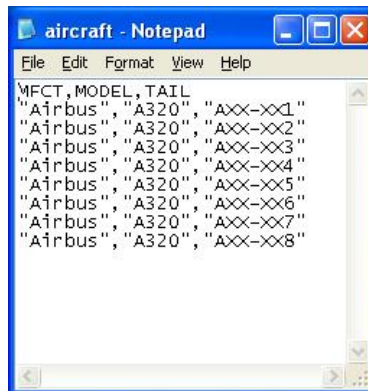 aircraft - Notepad
File Edit Format View Help
MFCT,MODEL,TAIL
"Airbus","A320","AXX-XX1"
"Airbus","A320","AXX-XX2"
"Airbus","A320","AXX-XX3"
"Airbus","A320","AXX-XX4"
"Airbus","A320","AXX-XX5"
"Airbus","A320","AXX-XX6"
"Airbus","A320","AXX-XX7"
"Airbus","A320","AXX-XX8"